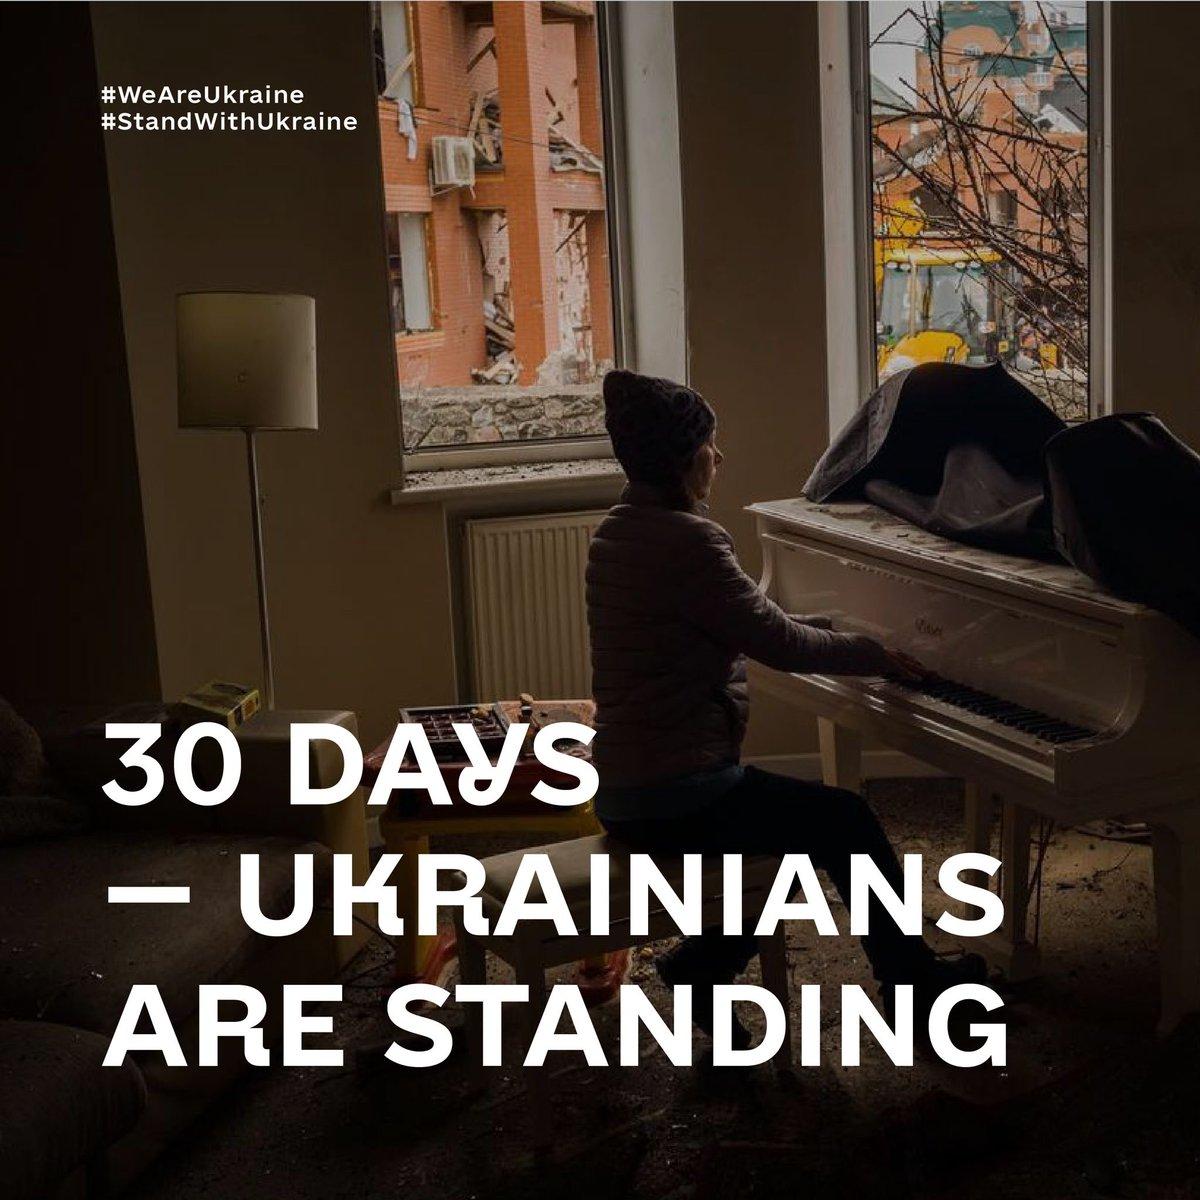 #WeAreUkraine
#StandWithUkraine
30 DAYS
— UKRAINIANS
ARE STANDING